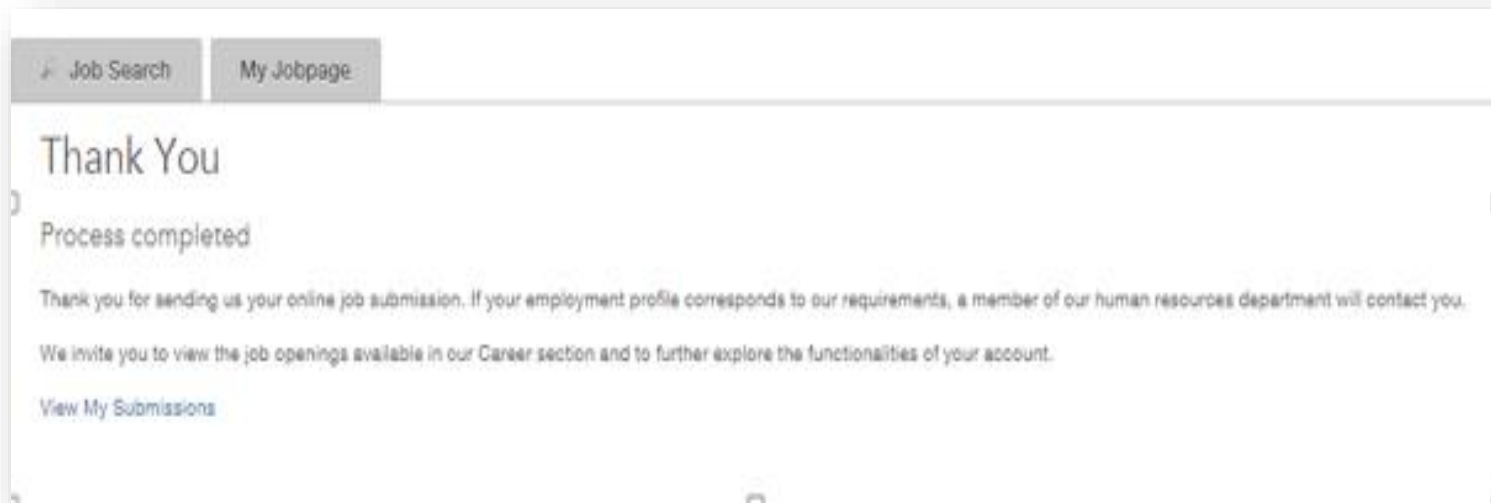 Job Search
My Jobpage
Thank You
Process completed
Thank you for sending us your online job submission. If your employment profile corresponds to our requirements, a member of our human resources department will contact you.
We invite you to view the job openings available in our Career section and to further explore the functionalities of your account.
View My Submissions